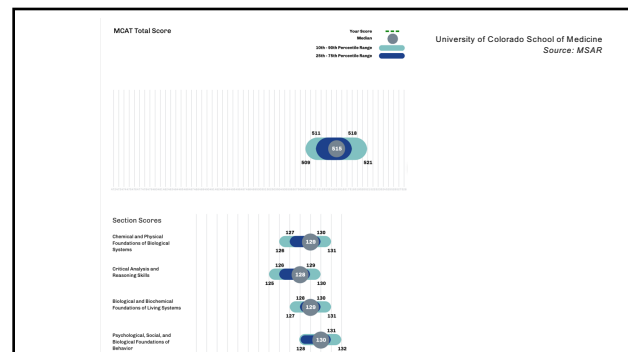 MCAT Total Score
Your Score
Median
10th - 90th Percentile Range
25th - 75th Percentile Range
University of Colorado School of Medicine
Source: MSAR
511 518
515
509 521
Section Scores
Chemical and Physical
Foundations of Biological
Systems
127 130
129
125 131
Critical Analysis and
Reasoning Skills
126 129
128
125 130
Biological and Biochemical
Foundations of Living Systems
128 130
129
127 131
Psychological, Social, and
Biological Foundations of
Behavior
131
130
128 132